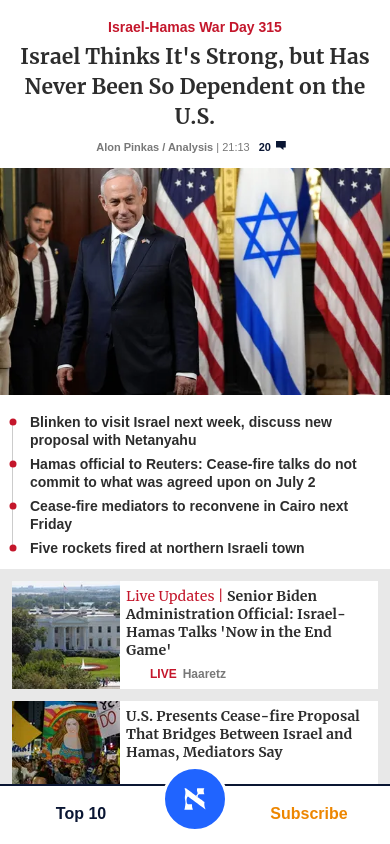 Israel-Hamas War Day 315
Israel Thinks It's Strong, but Has
Never Been So Dependent on the
U.S.
Alon Pinkas / Analysis | 21:13 20
Blinken to visit Israel next week, discuss new
proposal with Netanyahu
Hamas official to Reuters: Cease-fire talks do not
commit to what was agreed upon on July 2
Cease-fire mediators to reconvene in Cairo next
Friday
Five rockets fired at northern Israeli town
Live Updates | Senior Biden
Administration Official: Israel-
Hamas Talks 'Now in the End
Game'
LIVE Haaretz
U.S. Presents Cease-fire Proposal
That Bridges Between Israel and
Hamas, Mediators Say
DO
Top 10
Subscribe